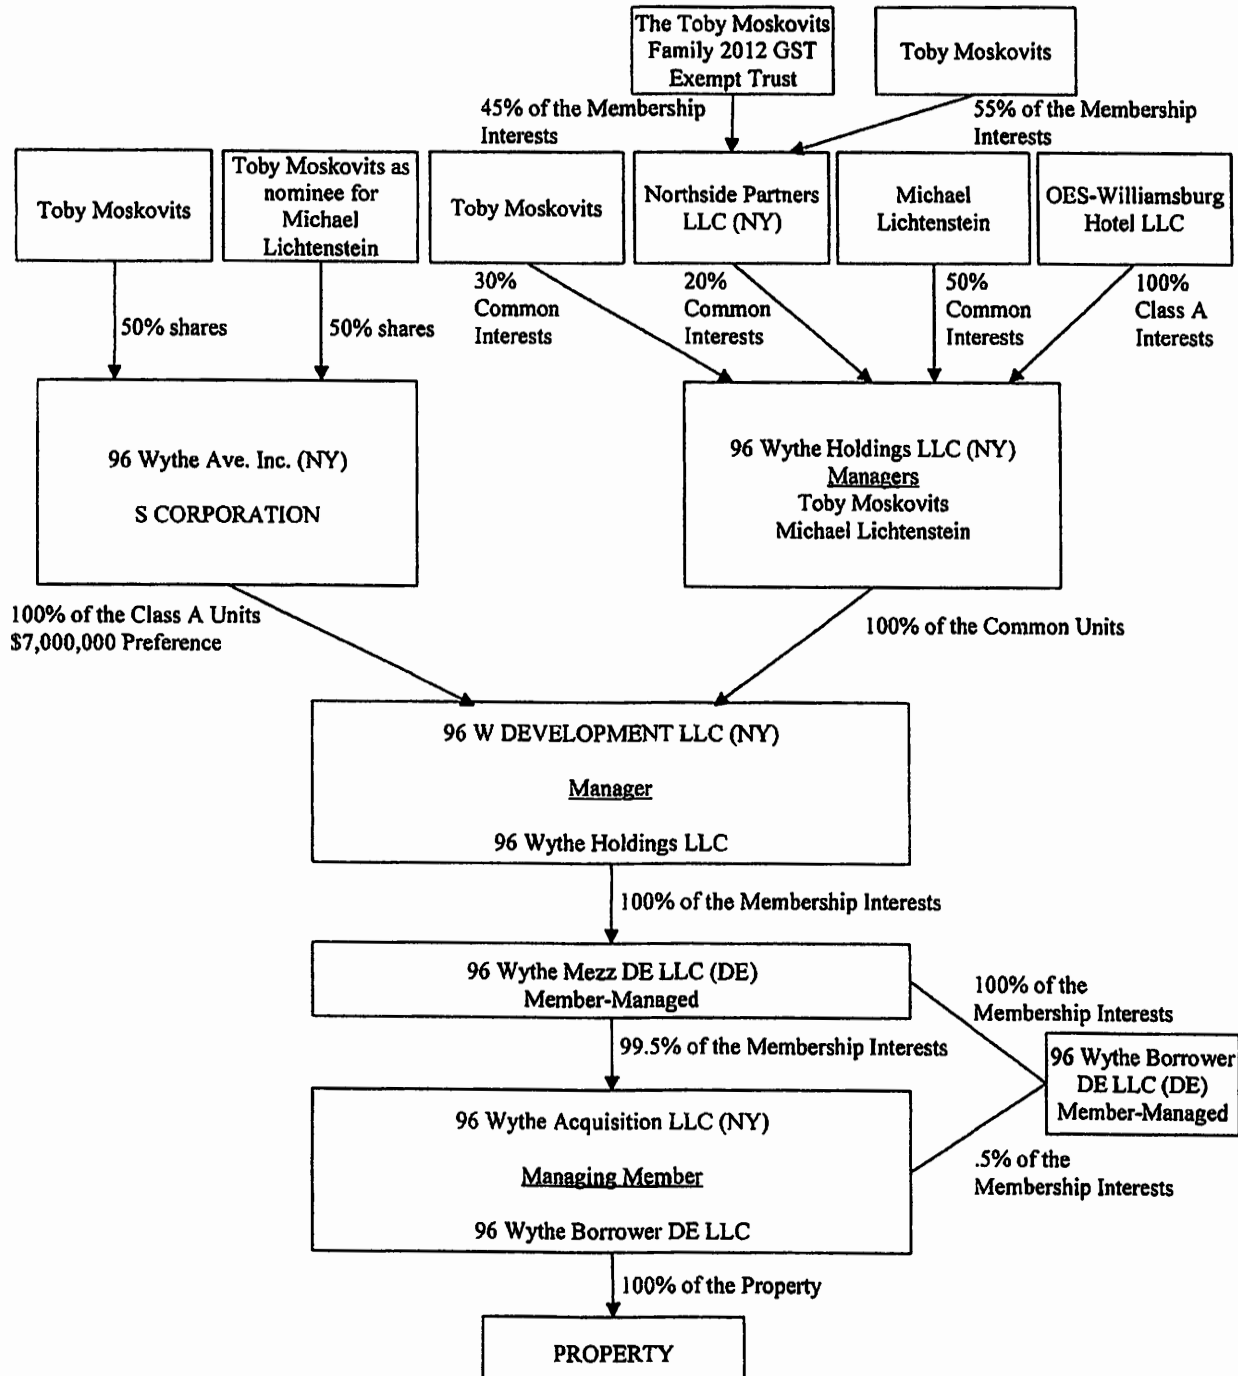 The Toby Moskovits
Family 2012 GST
Exempt Trust
Toby Moskovits
45% of the Membership
Interests
55% of the Membership
Interests
Toby Moskovits
Toby Moskovits as
nominee for
Michael
Lichtenstein
Toby Moskovits
Northside Partners
LLC (NY)
Michael
Lichtenstein
OES-Williamsburg
Hotel LLC
50% shares
50% shares
30%
Common
Interests
20%
Common
Interests
50%
Common
Interests
100%
Class A
Interests
96 Wythe Ave. Inc. (NY)
S CORPORATION
96 Wythe Holdings LLC (NY)
Managers
Toby Moskovits
Michael Lichtenstein
100% of the Class A Units
$7,000,000 Preference
100% of the Common Units
96 W DEVELOPMENT LLC (NY)
Manager
96 Wythe Holdings LLC
100% of the Membership Interests
96 Wythe Mezz DE LLC (DE)
Member-Managed
100% of the
Membership Interests
99.5% of the Membership Interests
96 Wythe Borrower
DE LLC (DE)
Member-Managed
96 Wythe Acquisition LLC (NY)
Managing Member
96 Wythe Borrower DE LLC
.5% of the
Membership Interests
100% of the Property
PROPERTY